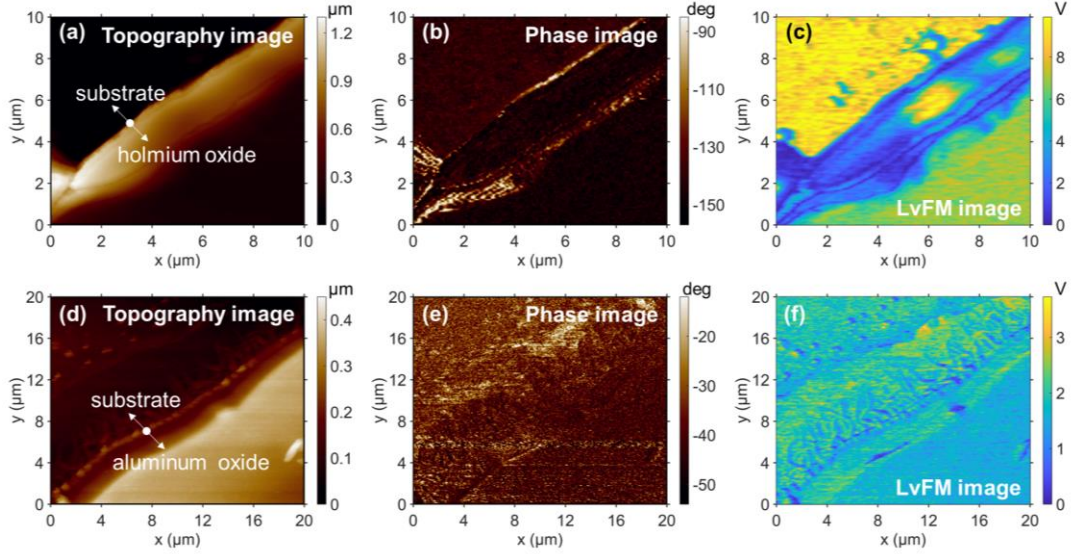 (a) Topography image
substrate
holmium oxide
y (μm)
10
8
6
4
2
0
0 2 4 6 8 10
x (μm)
μm
1.2
0.9
0.6
0.3
0
(b) Phase image
y (μm)
10
8
6
4
2
0
0 2 4 6 8 10
x (μm)
deg
-90
-110
-130
-150
(c)
LvFM image
y (μm)
10
8
6
4
2
0
0 2 4 6 8 10
x (μm)
V
8
6
4
2
0
(d) Topography image
substrate
aluminum oxide
y (μm)
20
16
12
8
4
0
0 4 8 12 16 20
x (μm)
μm
0.4
0.3
0.2
0.1
0
(e) Phase image
y (μm)
20
16
12
8
4
0
0 4 8 12 16 20
x (μm)
deg
-20
-30
-40
-50
(f)
LvFM image
y (μm)
20
16
12
8
4
0
0 4 8 12 16 20
x (μm)
V
3
2
1
0